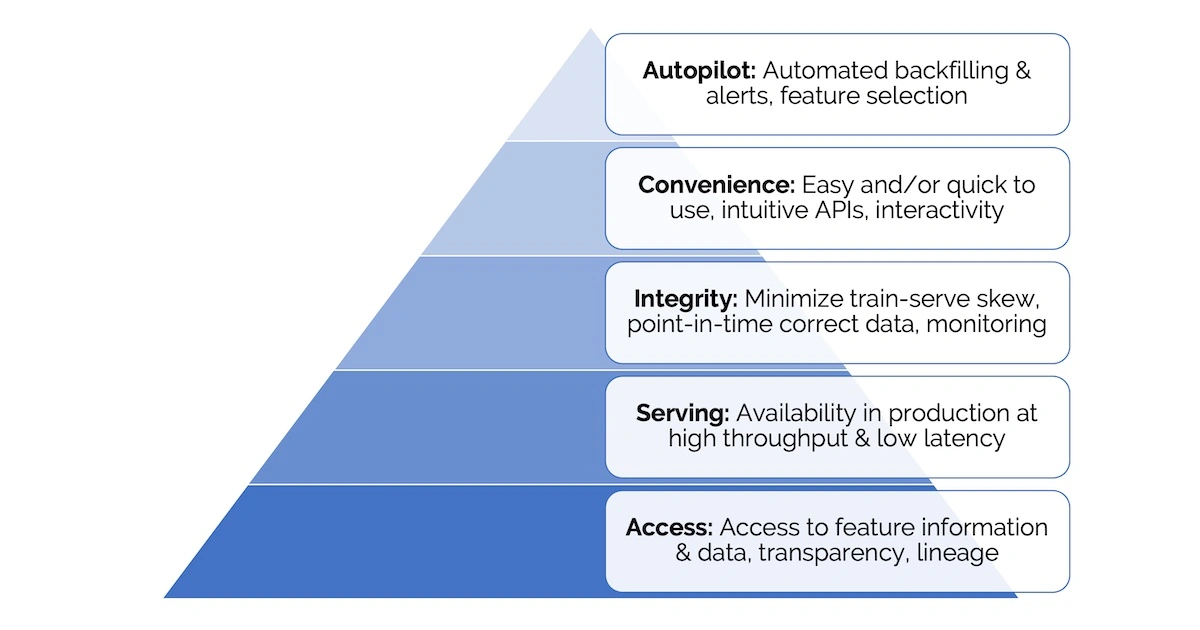 Autopilot: Automated backfilling &
alerts, feature selection
Convenience: Easy and/or quick to
use, intuitive APIs, interactivity
Integrity: Minimize train-serve skew,
point-in-time correct data, monitoring
Serving: Availability in production at
high throughput & low latency
Access: Access to feature information
& data, transparency, lineage